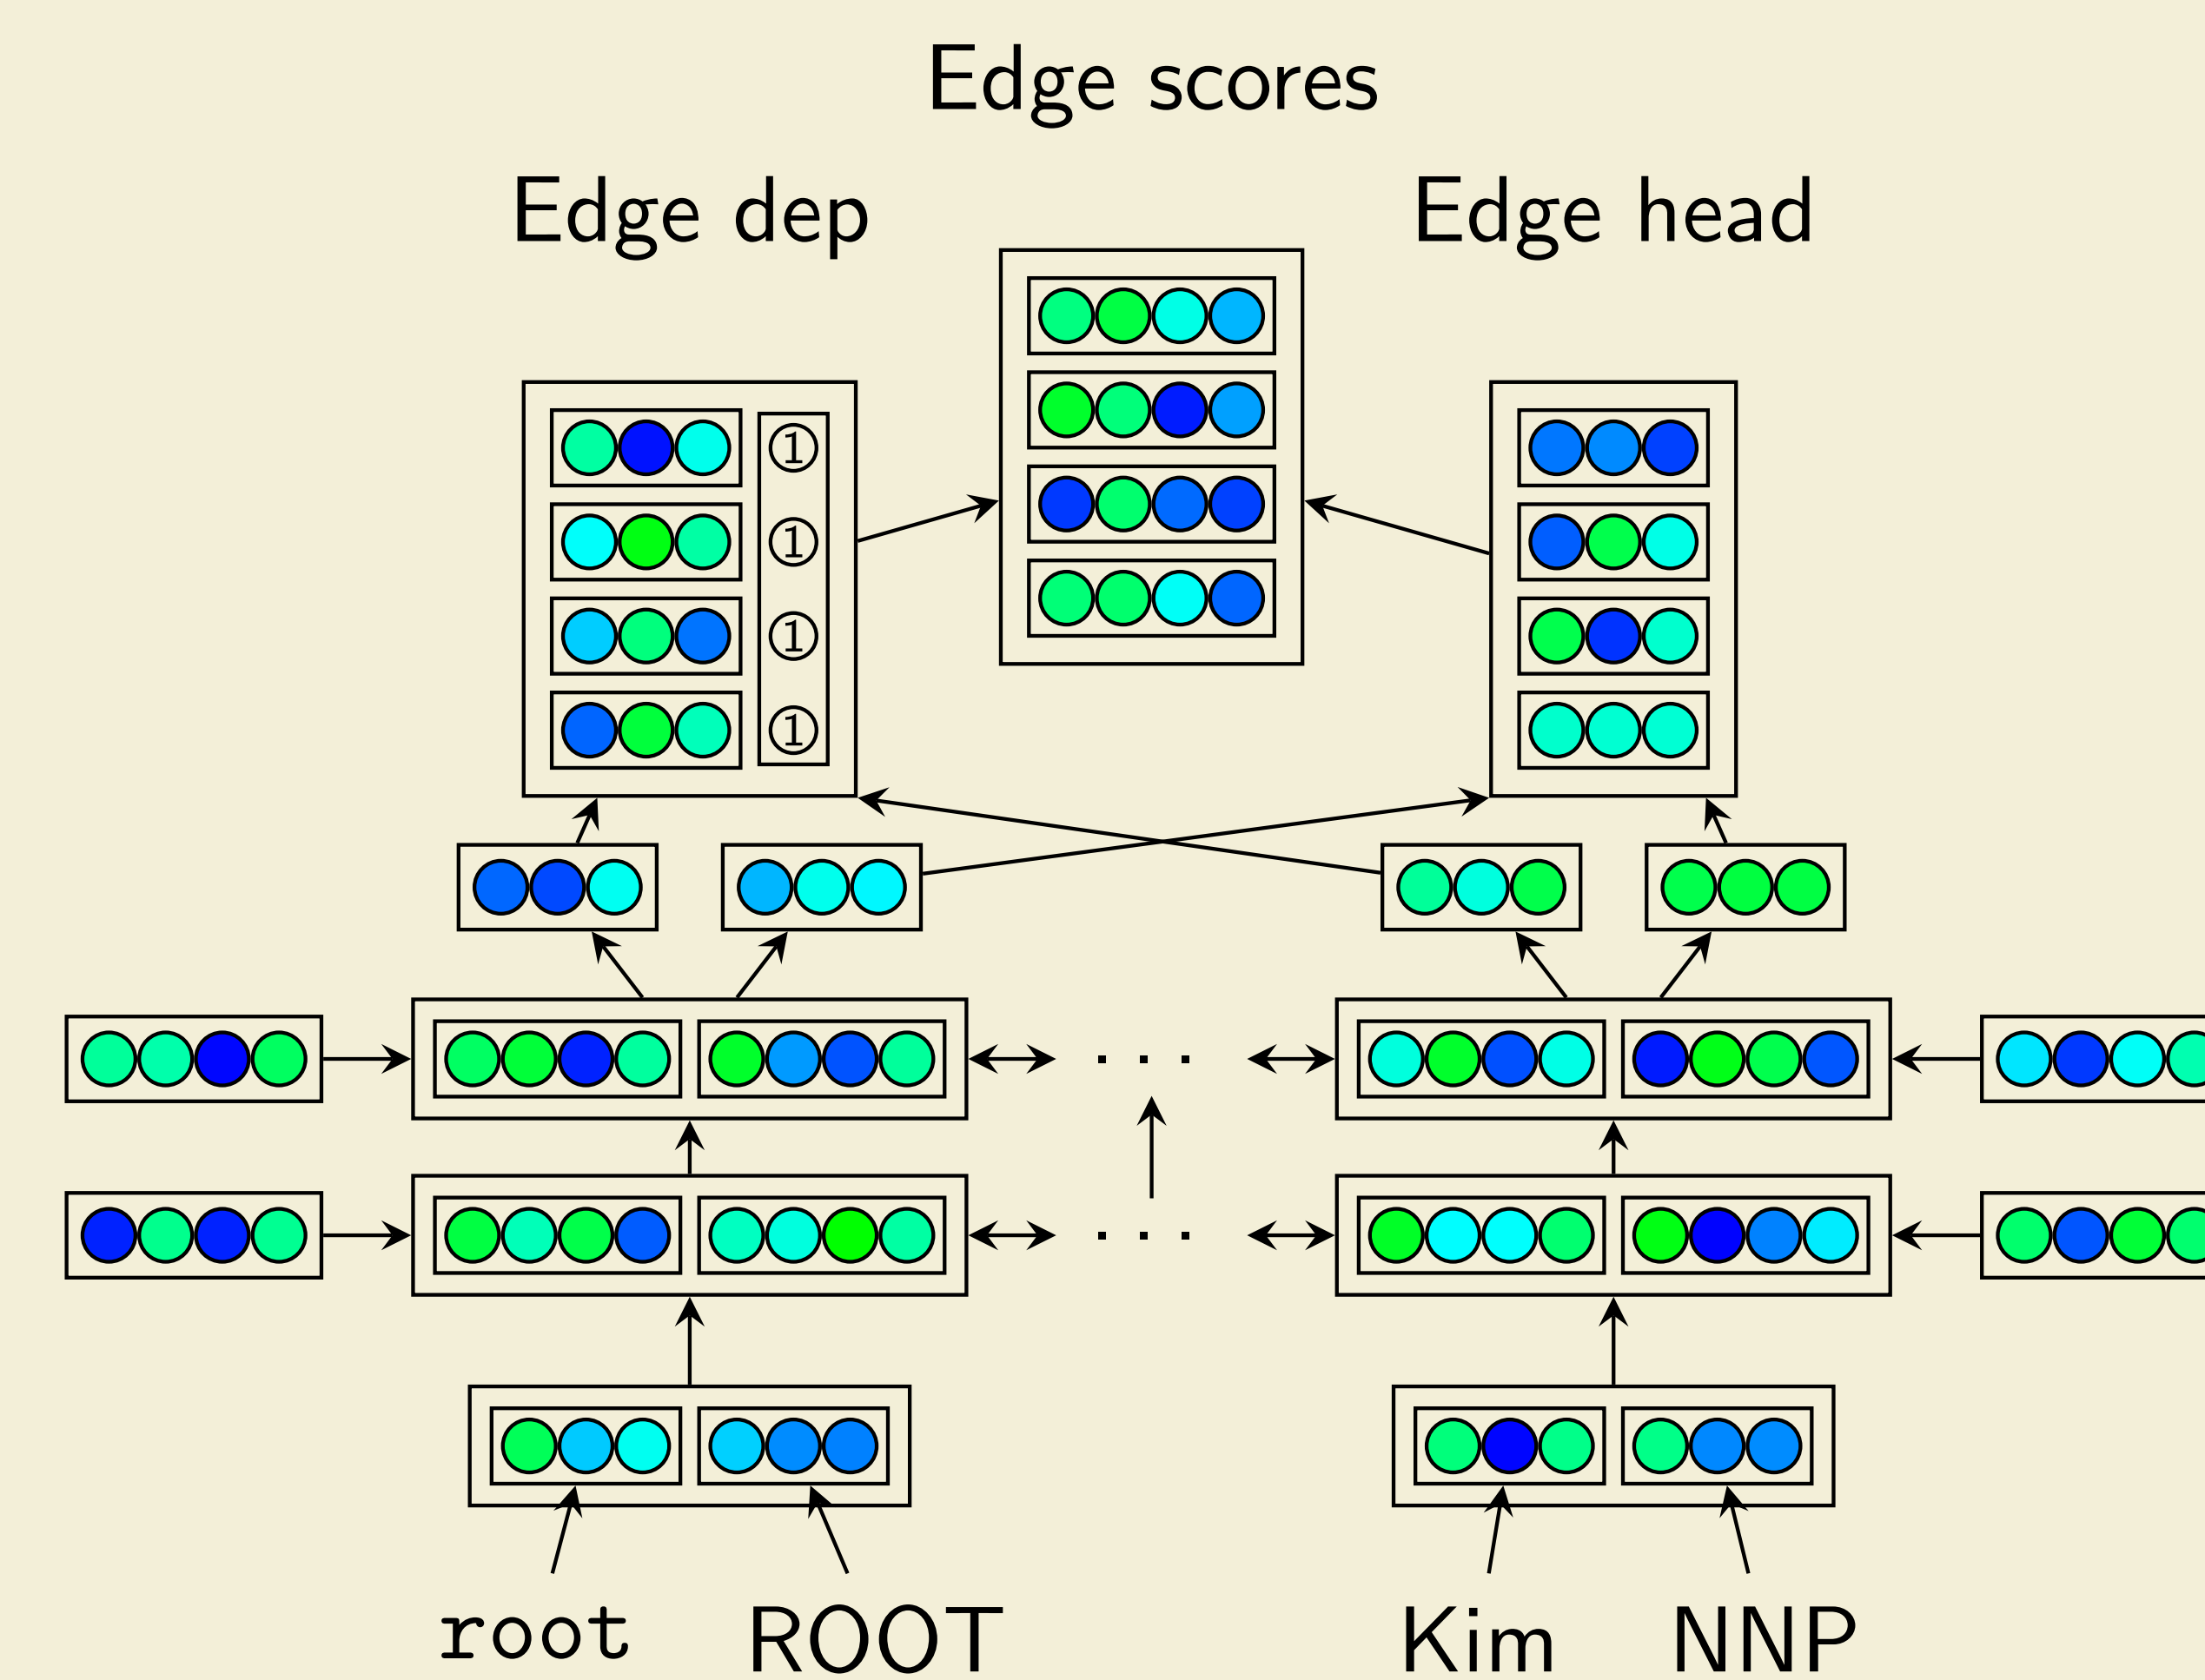 Edge scores
Edge dep Edge head
1
1
1
1
. . .
. . .
root ROOT Kim NNP